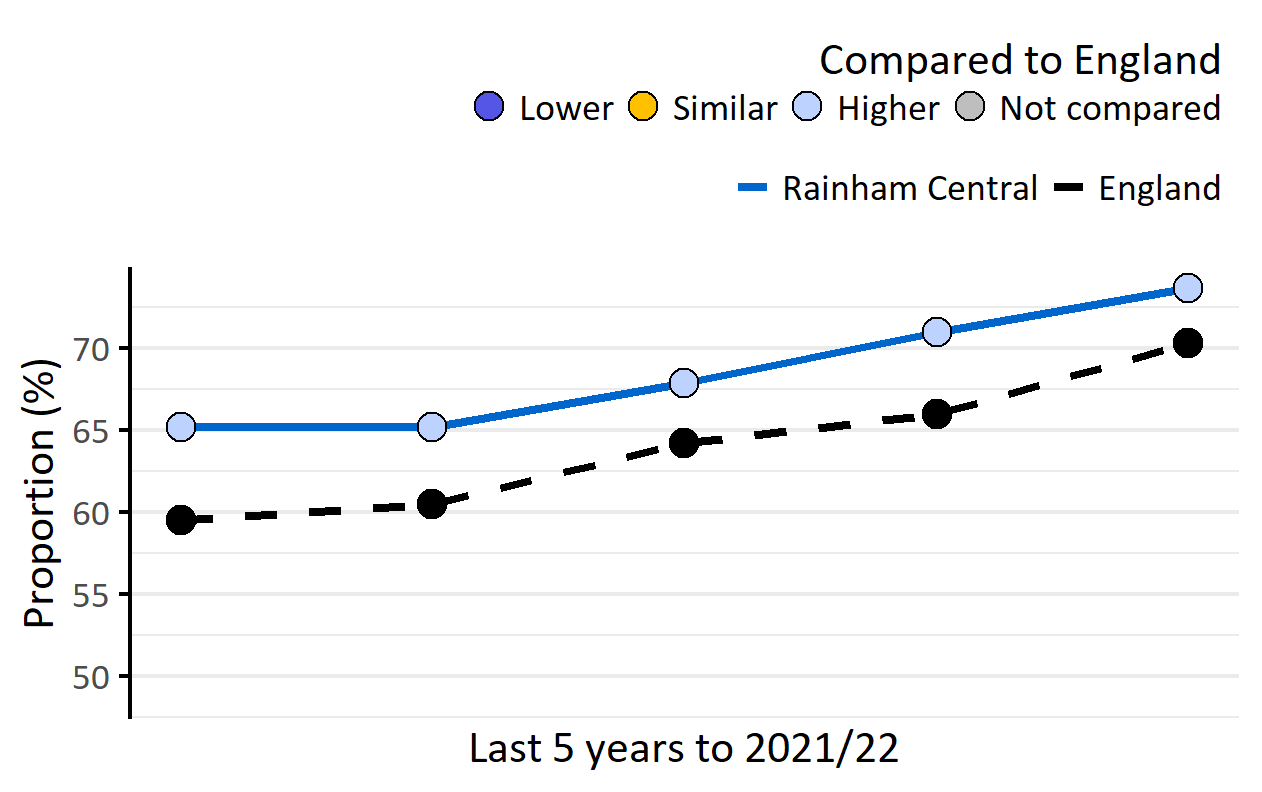 Compared to England
Lower Similar Higher Not compared
Rainham Central England
Proportion (%)
70
65
60
55
50
Last 5 years to 2021/22